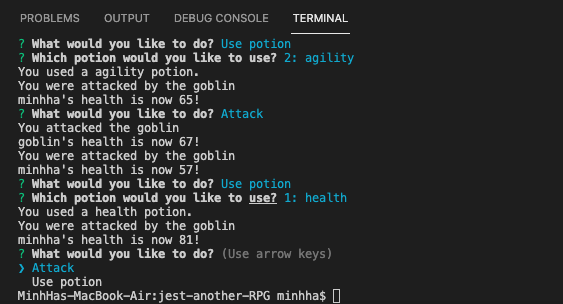 PROBLEMS OUTPUT DEBUG CONSOLE TERMINAL
? What would you like to do? Use potion
? Which potion would you like to use? 2: agility
You used a agility potion.
You were attacked by the goblin
minhha's health is now 65!
? What would you like to do? Attack
You attacked the goblin
goblin's health is now 67!
You were attacked by the goblin
minhha's health is now 57!
? What would you like to do? Use potion
? Which potion would you like to use? 1: health
You used a health potion.
You were attacked by the goblin
minhha's health is now 81!
? What would you like to do? (Use arrow keys)
❯ Attack
Use potion
MinHhas-MacBook-Air:jest-another-RPG minhha$